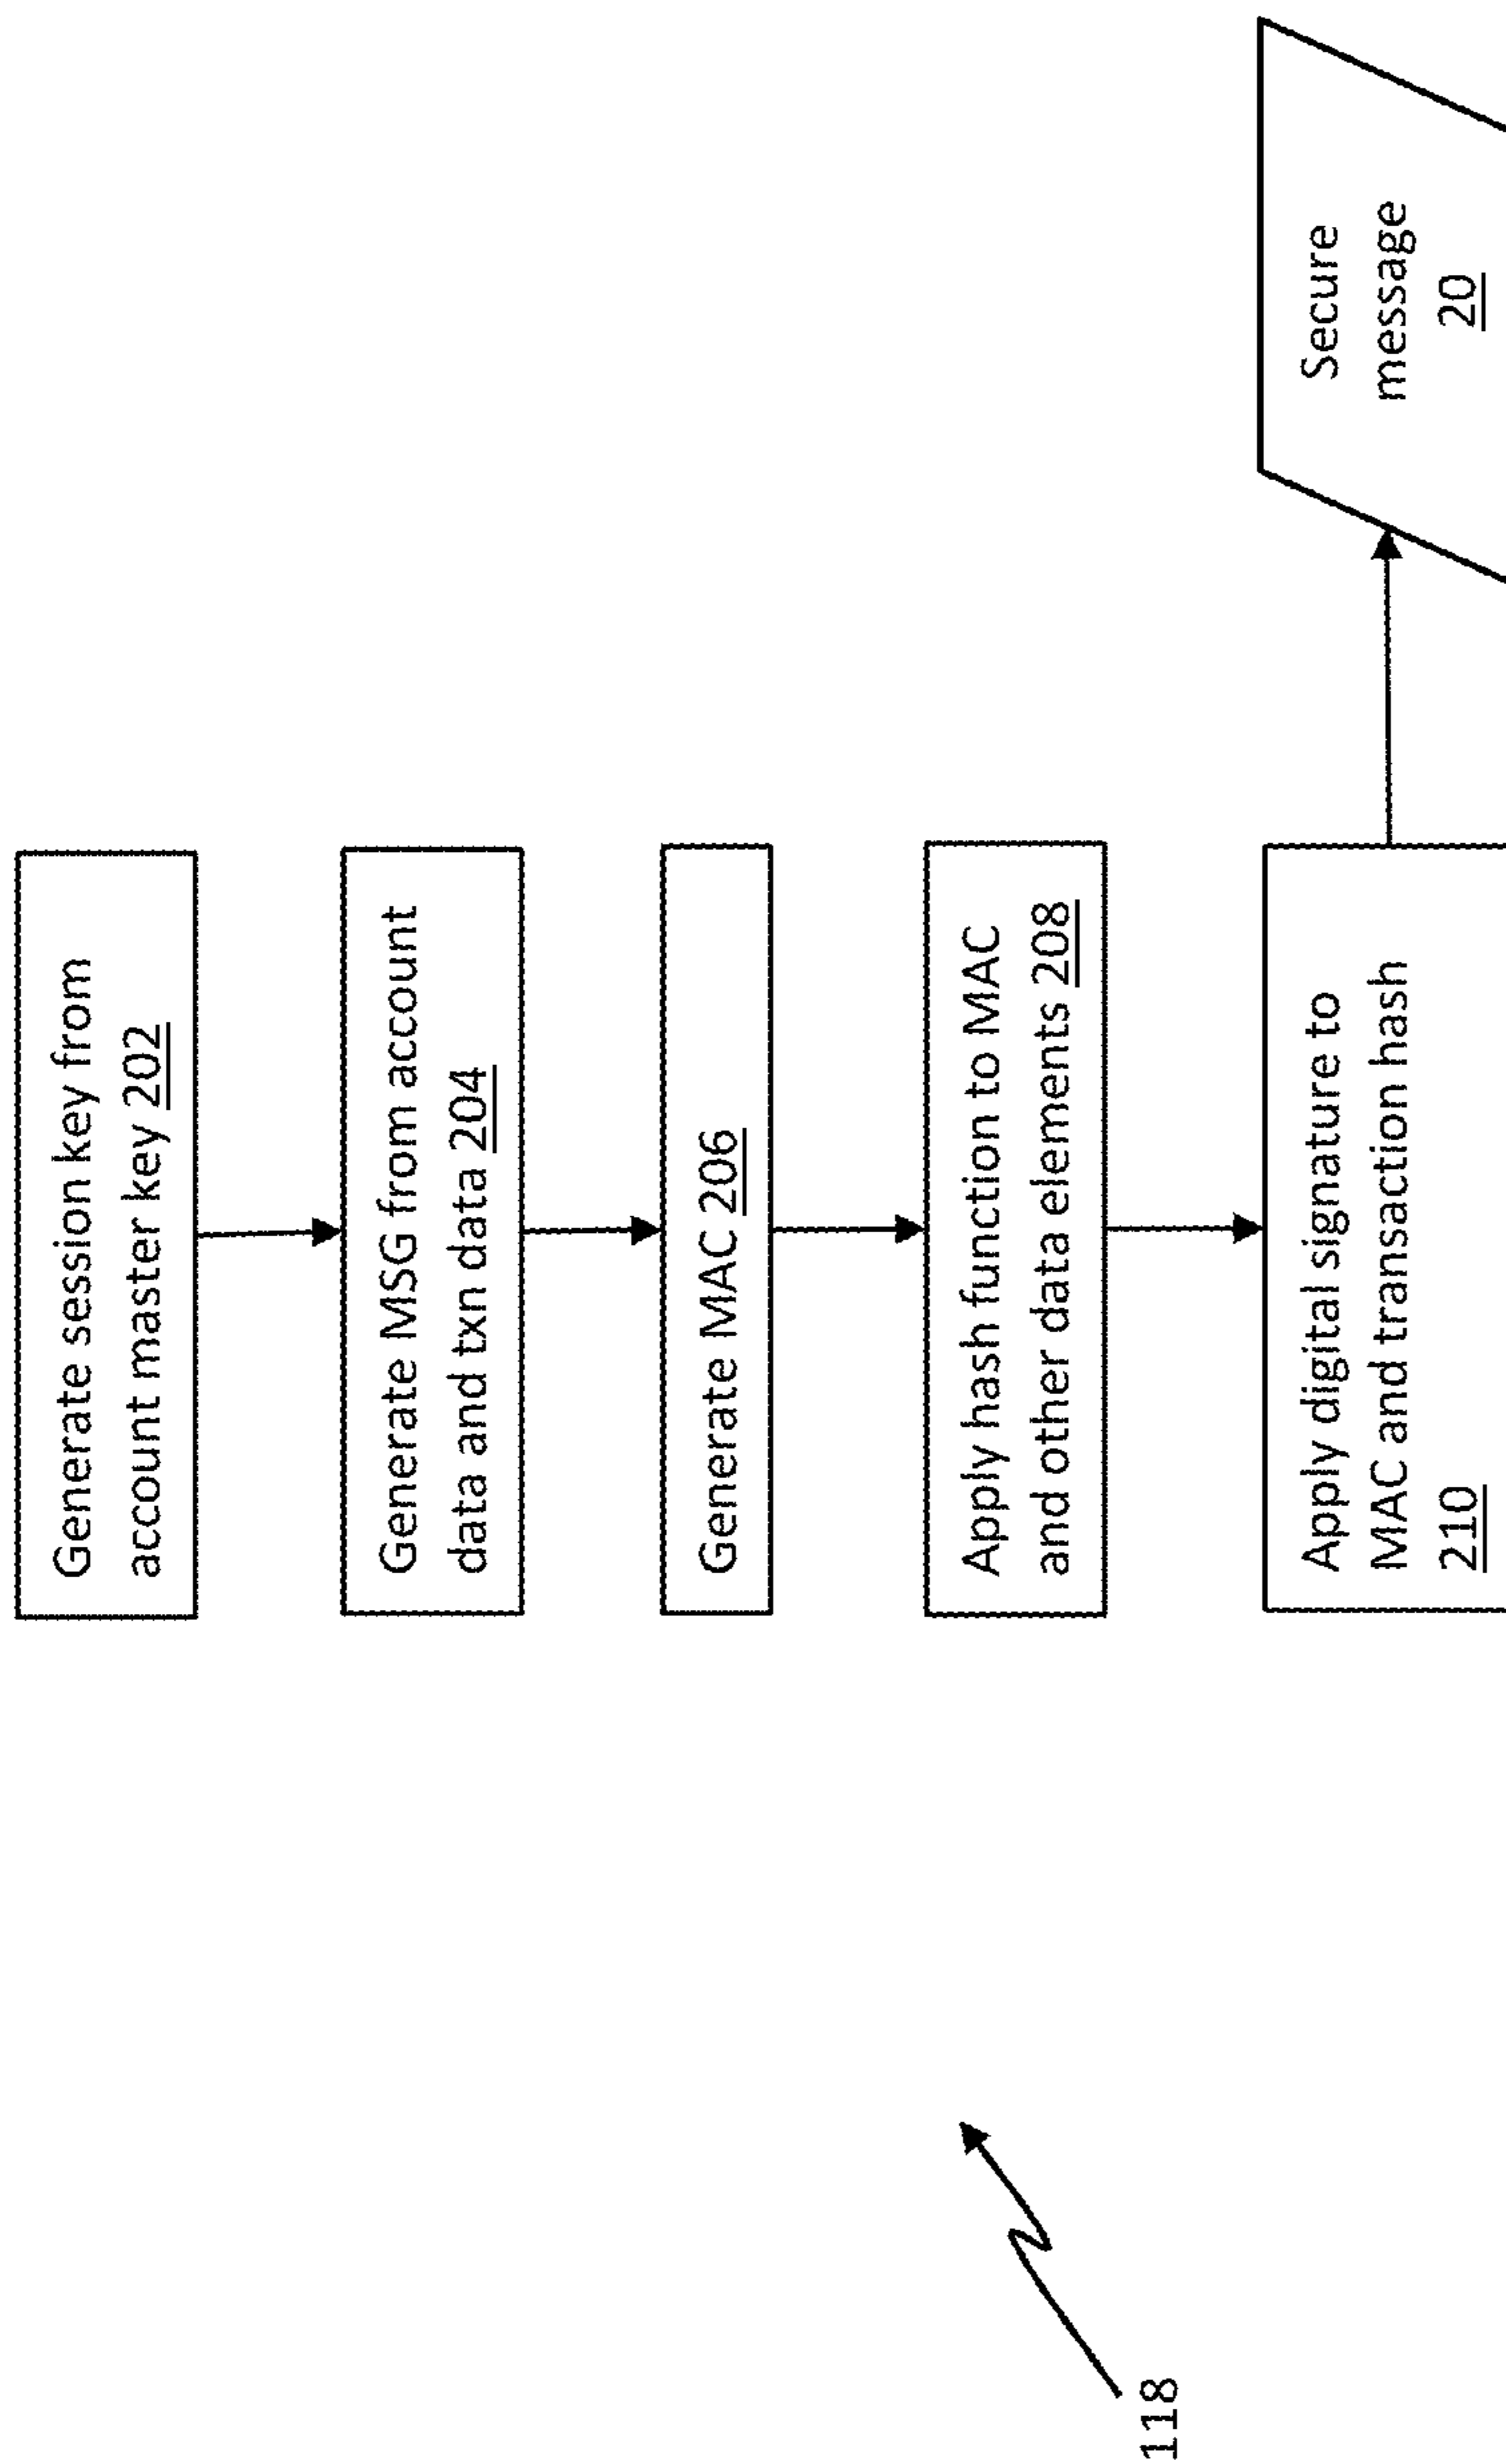 Generate session key from
account master key 202
Generate MSG from account
data and txn data 204
Generate MAC 206
Apply hash function to MAC
and other data elements 208
Apply digital signature to
MAC and transaction hash
210
Secure
message
20
118